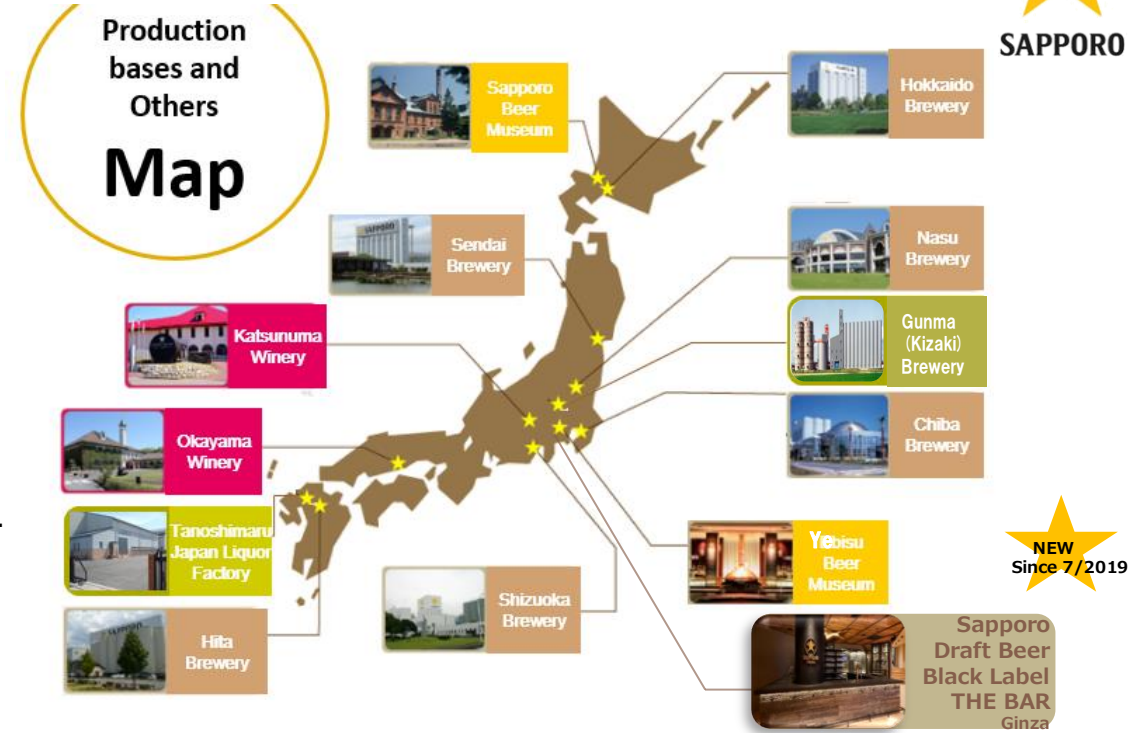 Production
bases and
Others
Map
SAPPORO
Sapporo
Beer
Museum
Hokkaido
Brewery
Sendai
Brewery
SAPPORO
Nasu
Brewery
Katsunuma
Winery
Gunma
(Kizaki)
Brewery
Okayama
Winery
Chiba
Brewery
Tanoshimaru
Japan Liquor
Factory
Yebisu
Beer
Museum
NEW
Since 7/2019
Shizuoka
Brewery
Hita
Brewery
Sapporo
Draft Beer
Black Label
THE BAR
Ginza